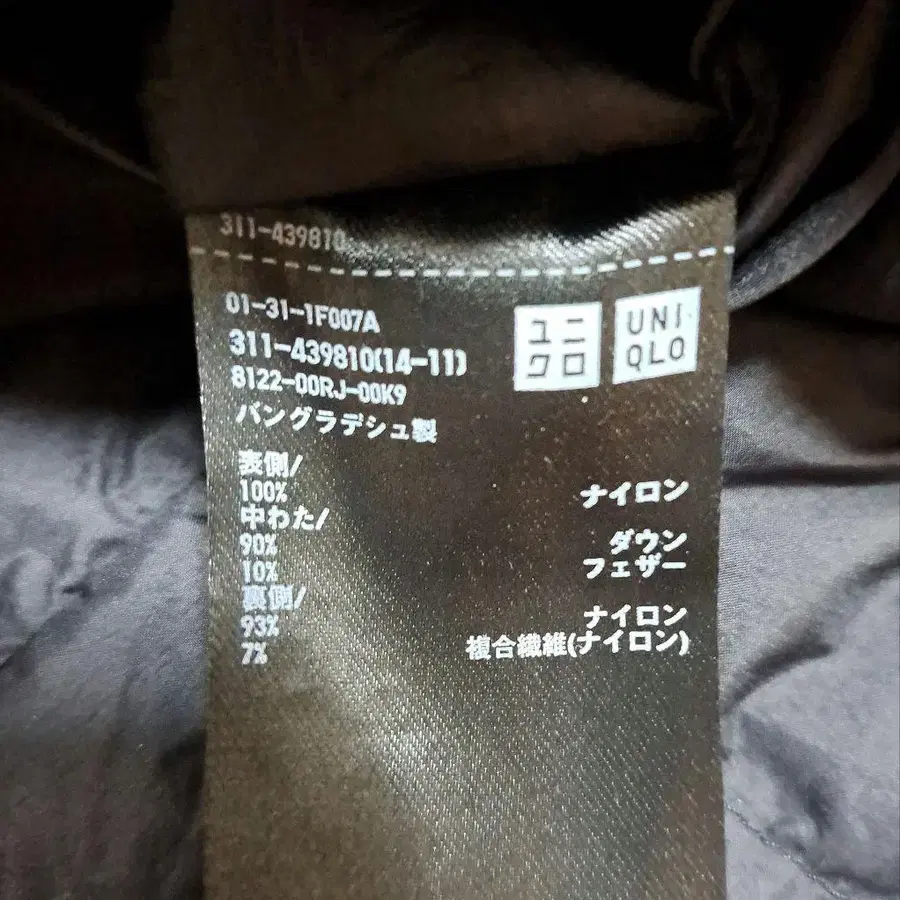 311-439810
01-31-1F007A
311-439810(14-11)
8122-00RJ-00K9
バングラデシュ製
ユニ
クロ
UNI
QLO
表側/
100% ナイロン
中わた/
90% ダウン
10% フェザー
裏側/
93% ナイロン
7% 複合繊維(ナイロン)